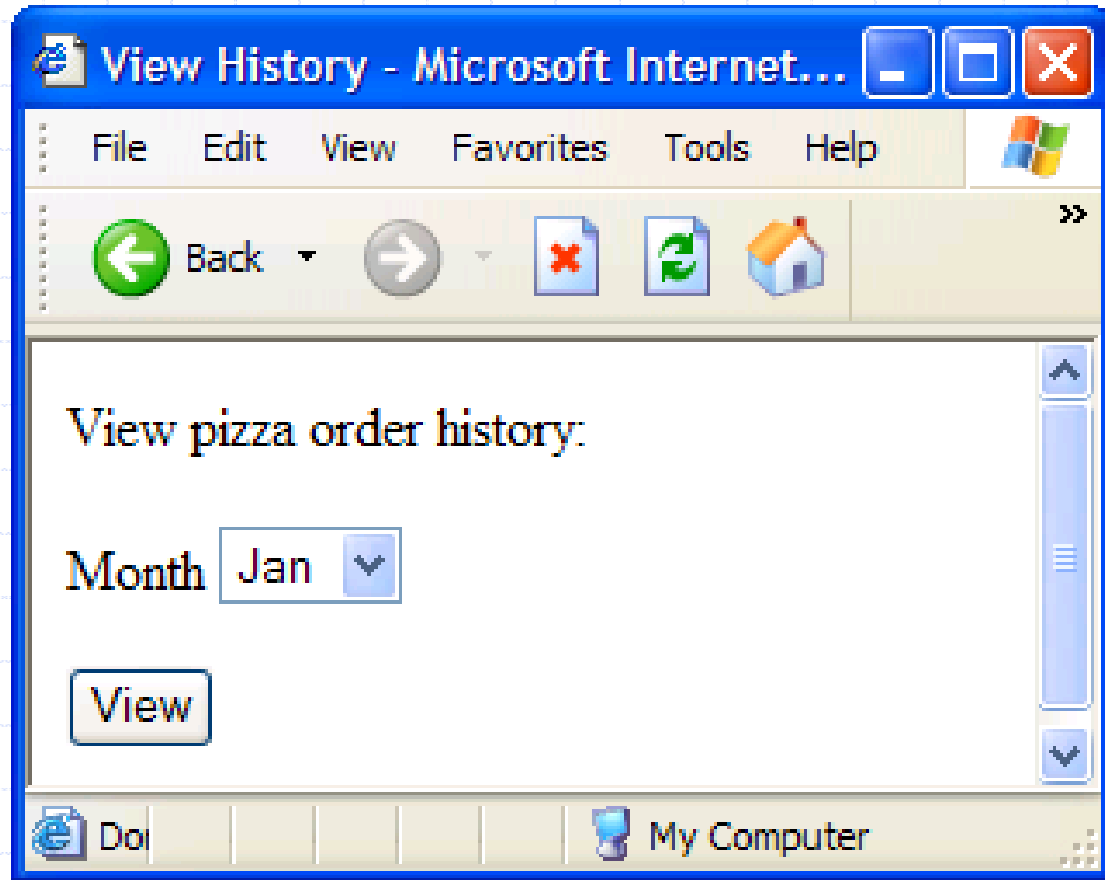 View History - Microsoft Internet...
File Edit View Favorites Tools Help
Back
View pizza order history:
Month Jan
View
My Computer